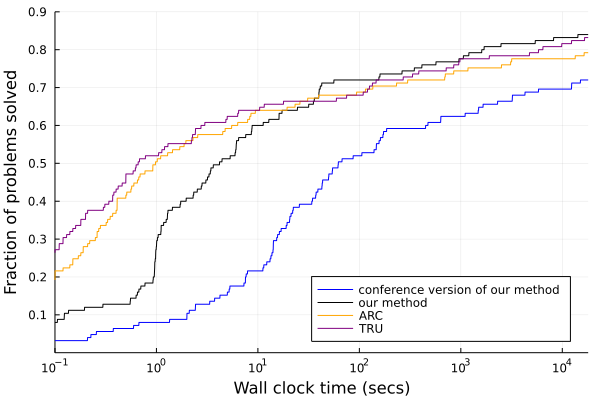 0.9
0.8
0.7
0.6
0.5
0.4
0.3
0.2
0.1
Fraction of problems solved
conference version of our method
our method
ARC
TRU
10⁻¹ 10⁰ 10¹ 10² 10³ 10⁴
Wall clock time (secs)